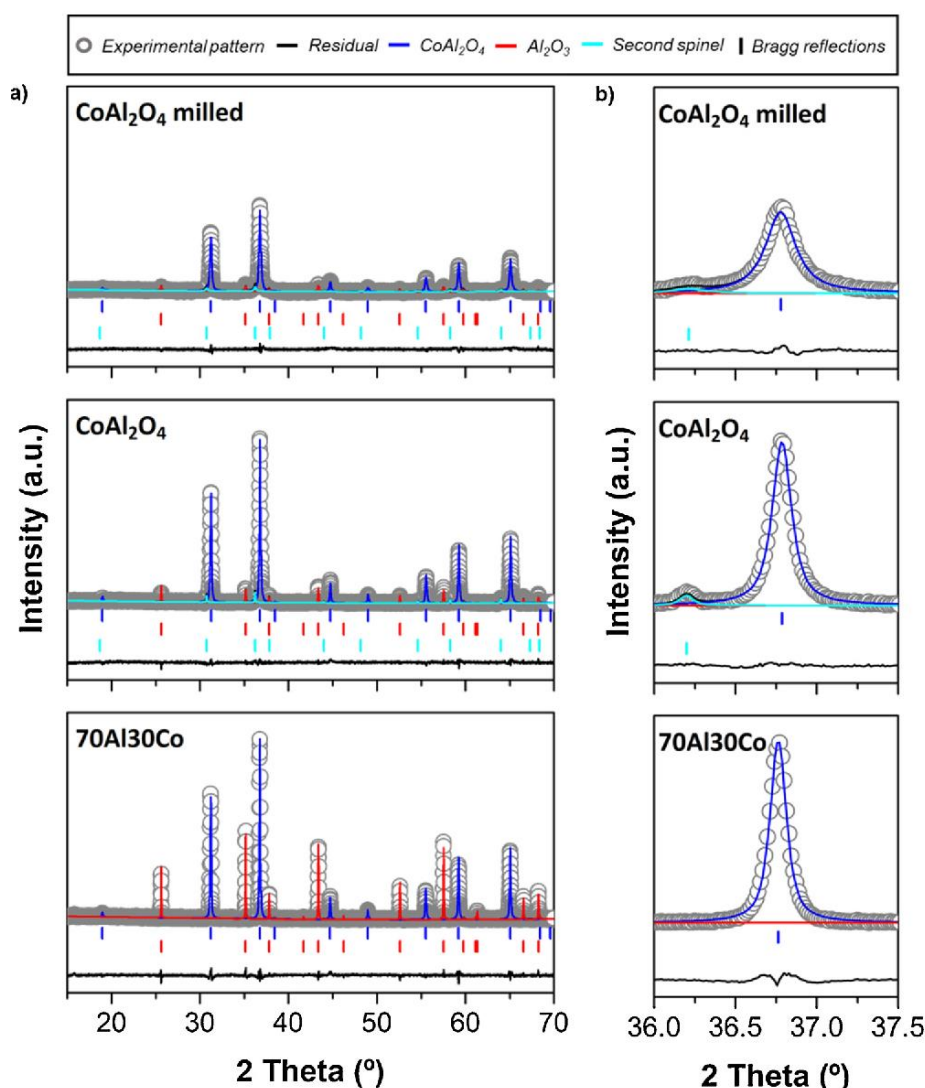 Experimental pattern Residual CoAl₂O₄ Al₂O₃ Second spinel Bragg reflections
a)
CoAl₂O₄ milled
CoAl₂O₄
70Al30Co
Intensity (a.u.)
20 30 40 50 60 70
2 Theta (º)
b)
CoAl₂O₄ milled
CoAl₂O₄
70Al30Co
Intensity (a.u.)
36.0 36.5 37.0 37.5
2 Theta (º)